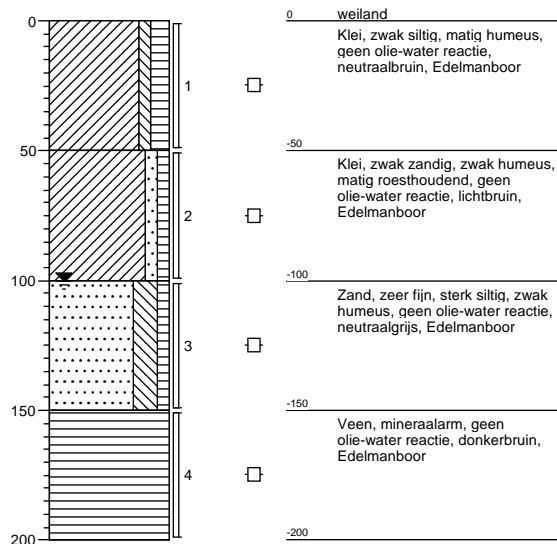 0
50
100
150
200
1
2
3
4
0
weiland
Klei, zwak siltig, matig humeus,
geen olie-water reactie,
neutraalbruin, Edelmanboor
-50
Klei, zwak zandig, zwak humeus,
matig roesthoudend, geen
olie-water reactie, lichtbruin,
Edelmanboor
-100
Zand, zeer fijn, sterk siltig, zwak
humeus, geen olie-water reactie,
neutraalgrijs, Edelmanboor
-150
Veen, mineraalarm, geen
olie-water reactie, donkerbruin,
Edelmanboor
-200